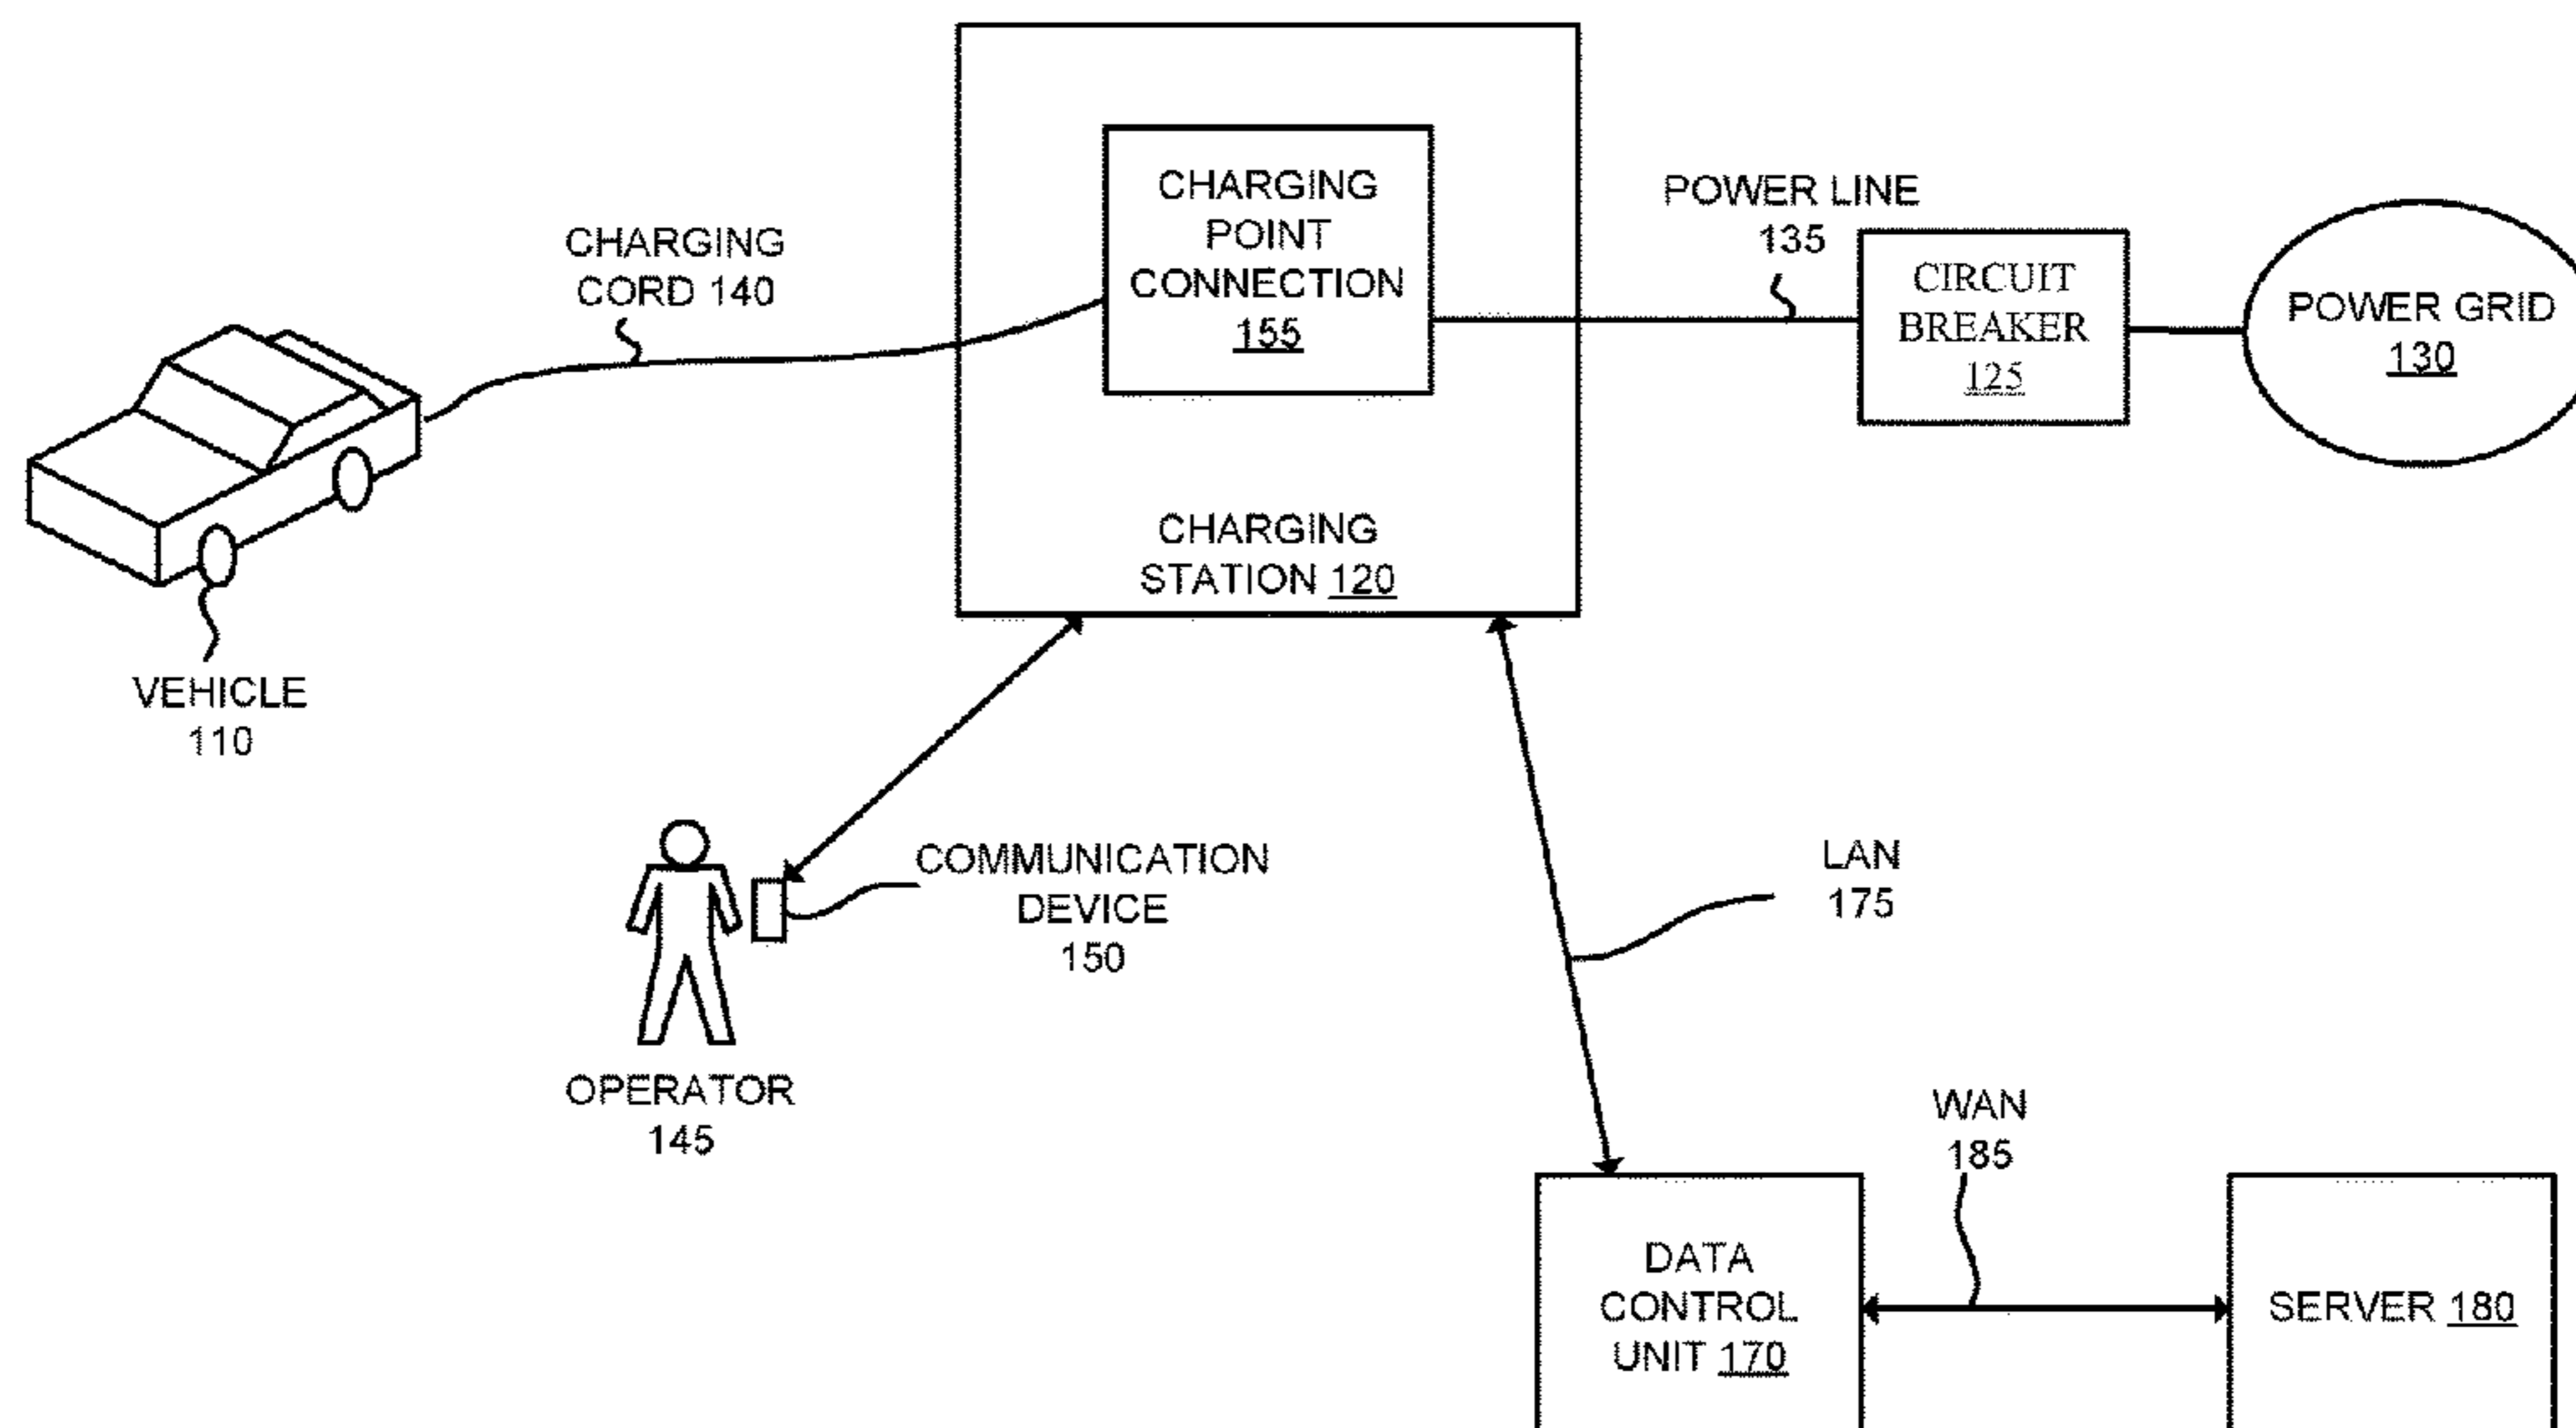 CHARGING
CORD 140
CHARGING
POINT
CONNECTION
155
POWER LINE
135
CIRCUIT
BREAKER
125
POWER GRID
130
CHARGING
STATION 120
VEHICLE
110
COMMUNICATION
DEVICE
150
LAN
175
OPERATOR
145
WAN
185
DATA
CONTROL
UNIT 170
SERVER 180